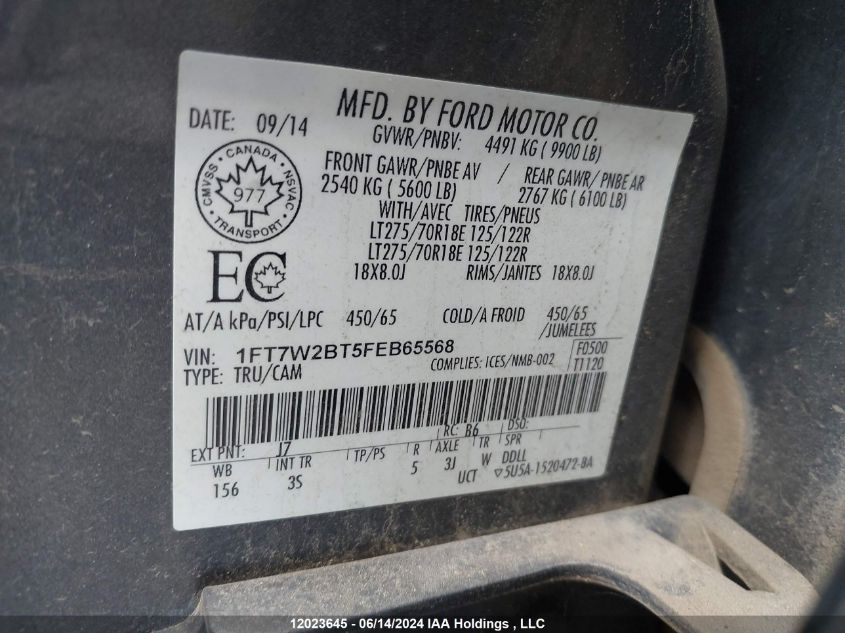 MFD. BY FORD MOTOR CO.
DATE: 09/14
GVWR/PNBV: 4491 KG ( 9900 LB)
FRONT GAWR/PNBE AV / REAR GAWR/PNBE AR
2540 KG ( 5600 LB) 2767 KG ( 6100 LB)
WITH/AVEC TIRES/PNEUS
LT275/70R18E 125/122R
LT275/70R18E 125/122R
18X8.0J RIMS/JANTES 18X8.0J
CANADA
CMVSS NSVAC
977
TRANSPORT
EC
AT/A kPa/PSI/LPC 450/65 COLD/A FROID 450/65
/JUMELEES
VIN: 1FT7W2BT5FEB65568 F0500
TYPE: TRU/CAM COMPLIES: ICES/NMB-002 T1120
EXT PNT: J7 RC: B6 DSO:
WB INT TR TP/PS R AXLE TR SPR
156 3S 5 3J W DDLL
UCT ▽5U5A-1520472-BA
12023645 - 06/14/2024 IAA Holdings , LLC